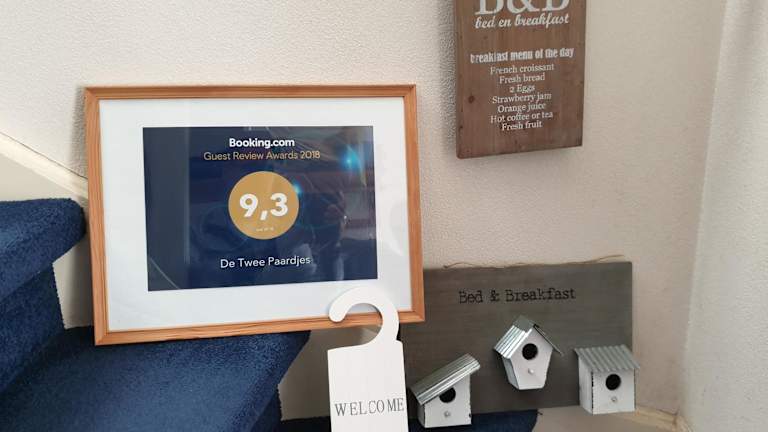 B&B
bed en breakfast
breakfast menu of the day
French croissant
Fresh bread
2 Eggs
Strawberry jam
Orange juice
Hot coffee or tea
Fresh fruit
Booking.com
Guest Review Awards 2018
9,3
De Twee Paardjes
Bed & Breakfast
WELCOME